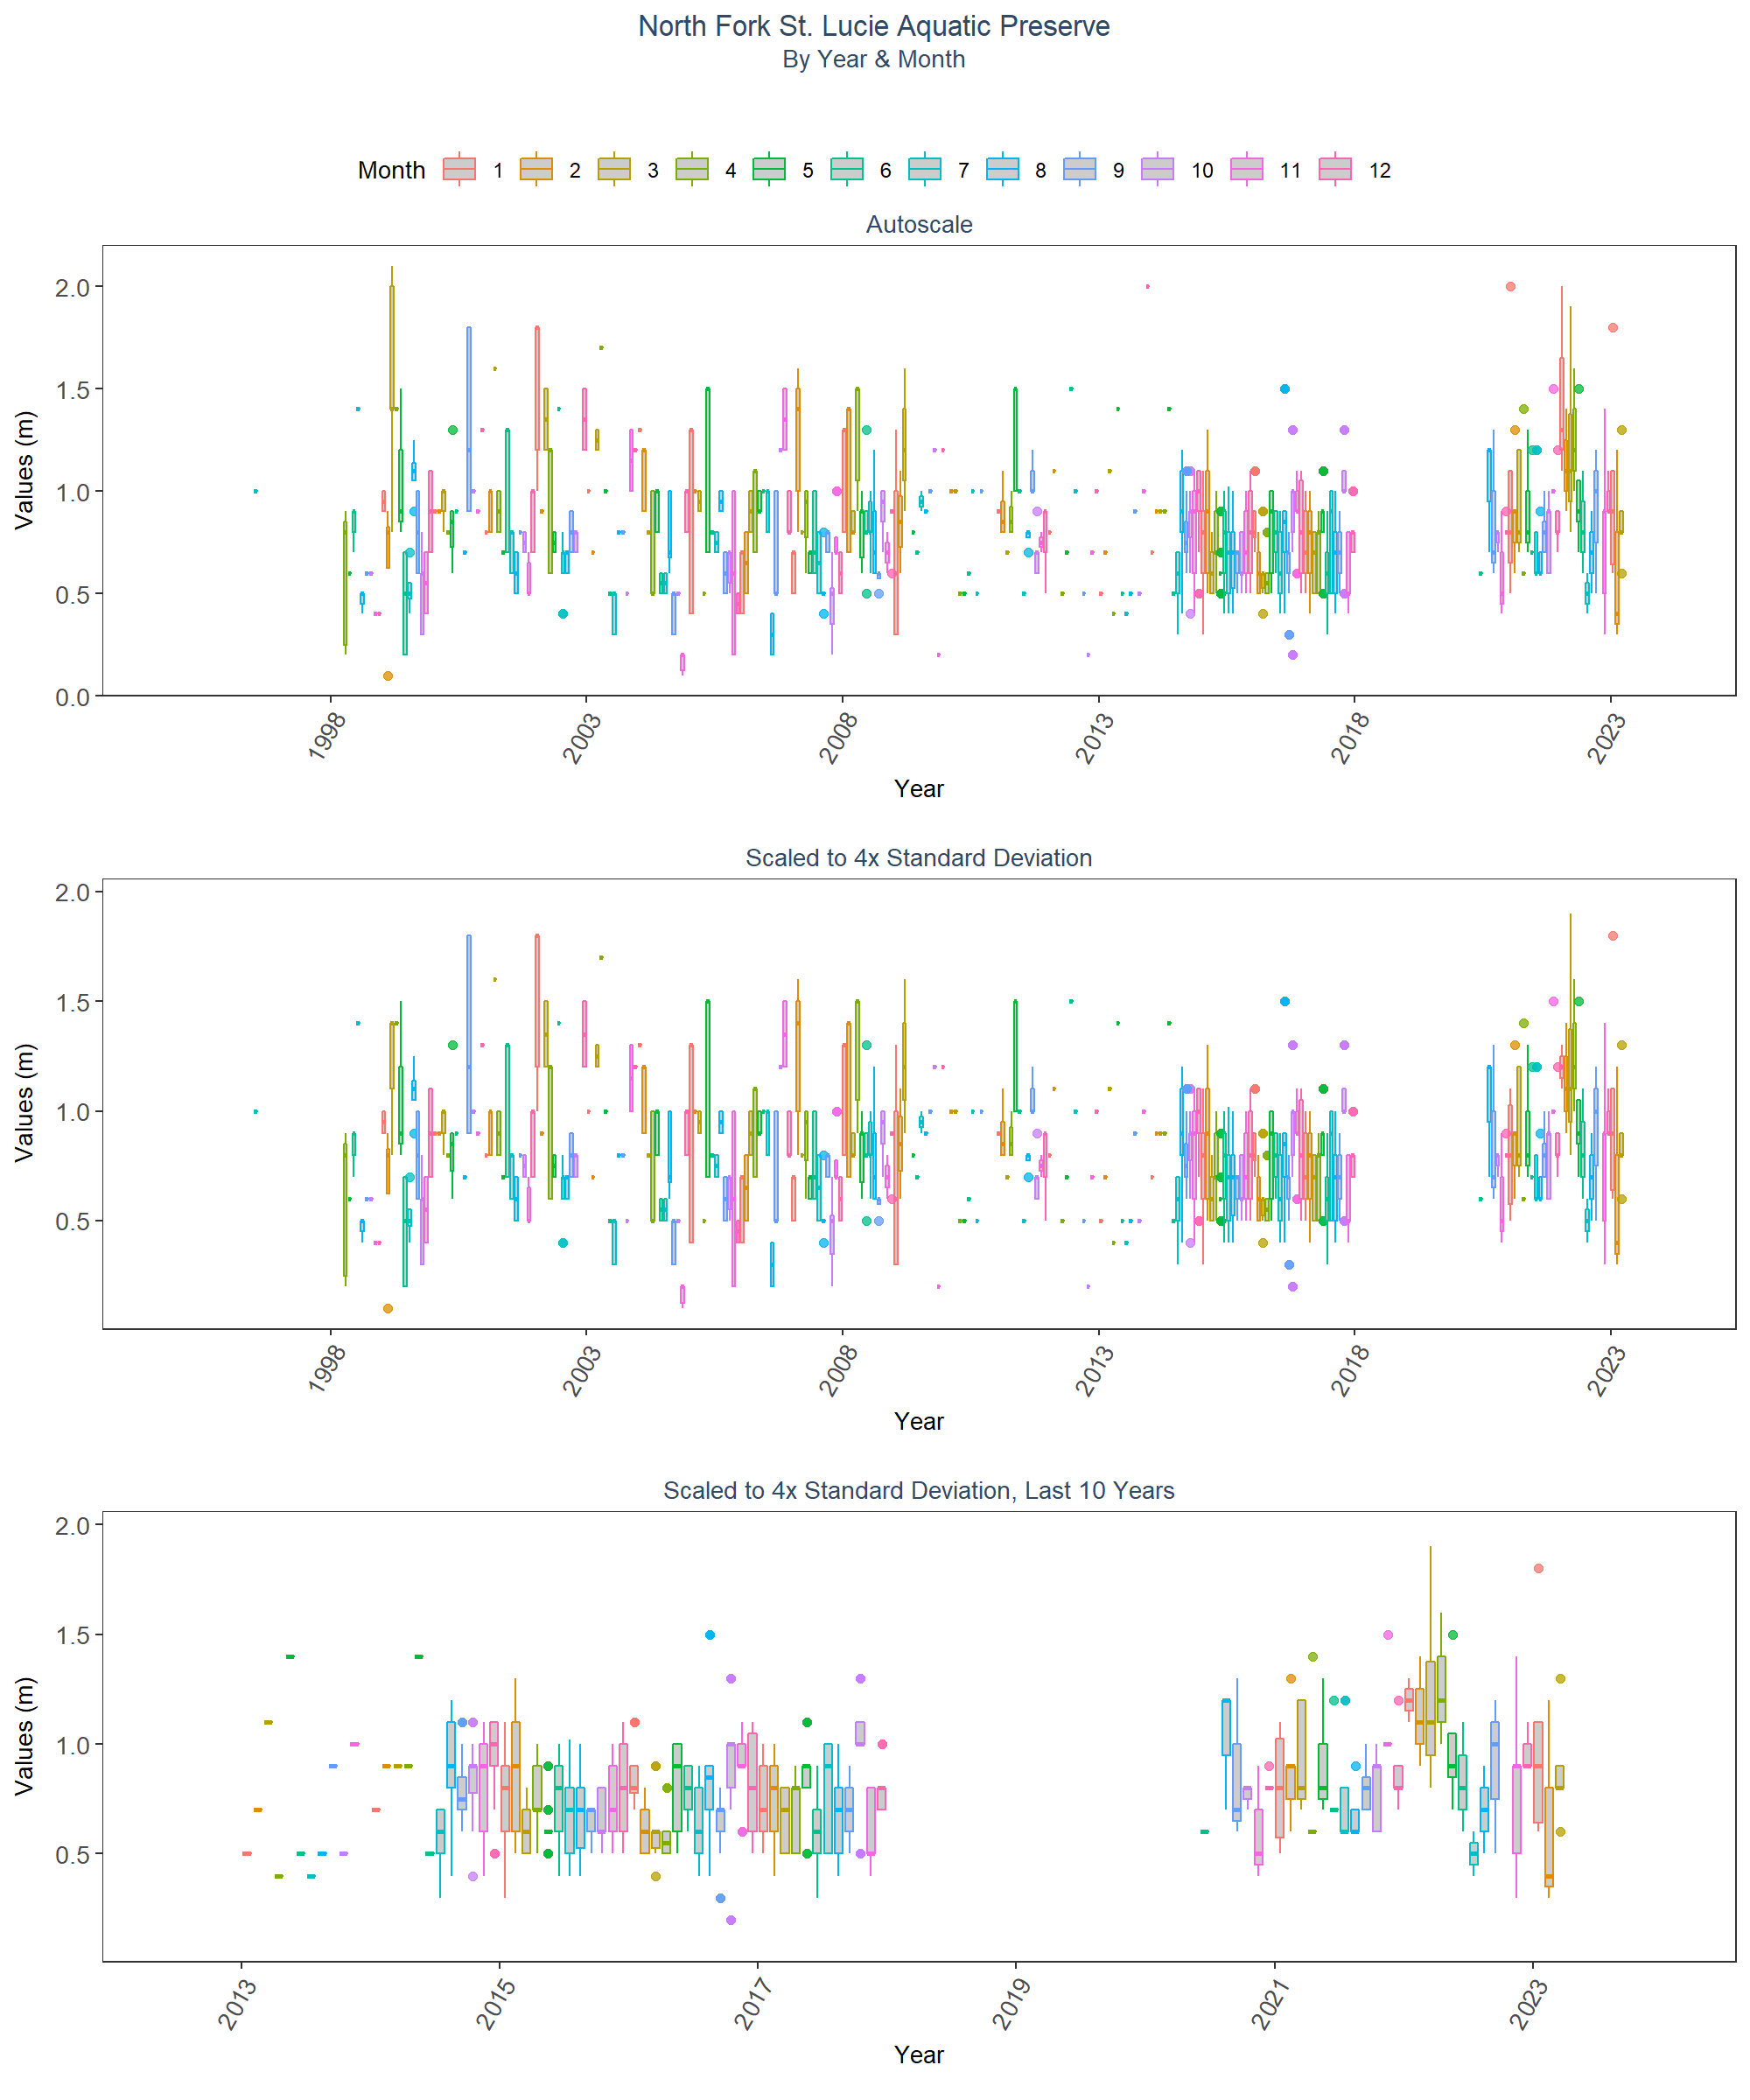 North Fork St. Lucie Aquatic Preserve
By Year & Month
Month 1 2 3 4 5 6 7 8 9 10 11 12
Autoscale
Values (m)
2.0
1.5
1.0
0.5
0.0
1998 2003 2008 2013 2018 2023
Year
Scaled to 4x Standard Deviation
Values (m)
2.0
1.5
1.0
0.5
1998 2003 2008 2013 2018 2023
Year
Scaled to 4x Standard Deviation, Last 10 Years
Values (m)
2.0
1.5
1.0
0.5
2013 2015 2017 2019 2021 2023
Year